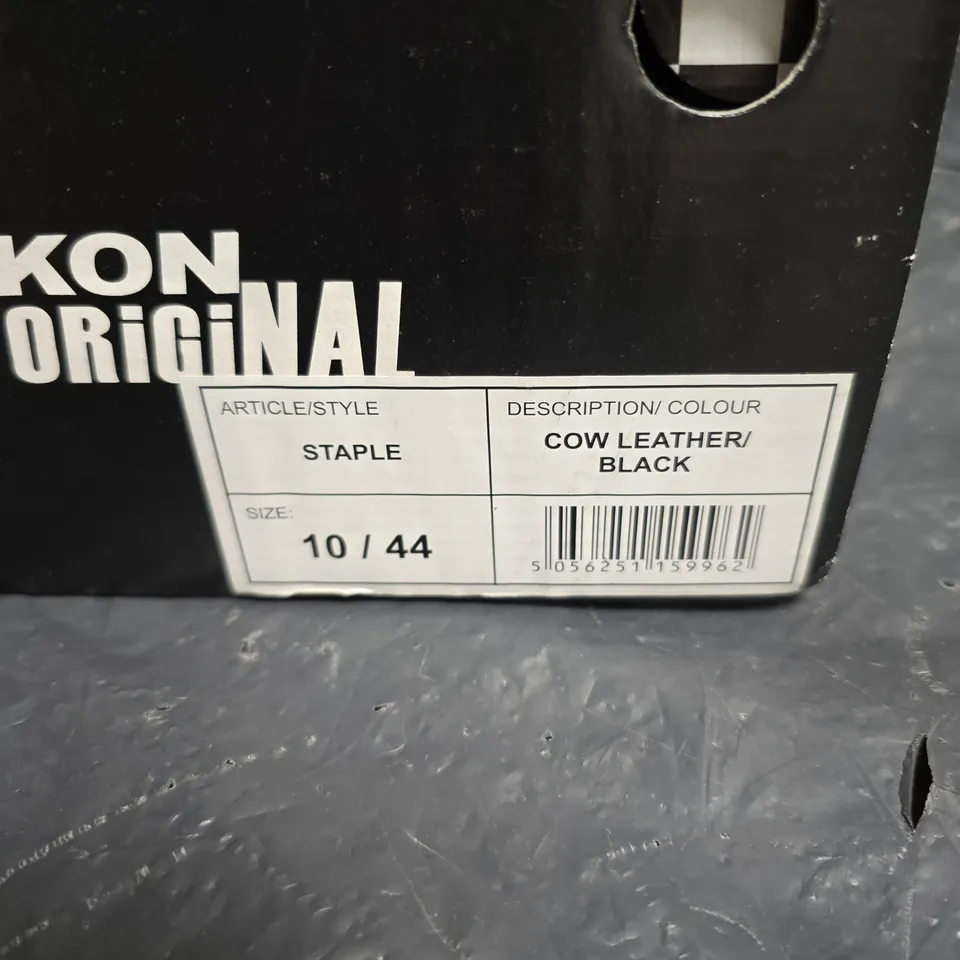 KON
ORiGiNAL
ARTICLE/STYLE
STAPLE
DESCRIPTION/ COLOUR
COW LEATHER/
BLACK
SIZE:
10 / 44
5 056251 159962